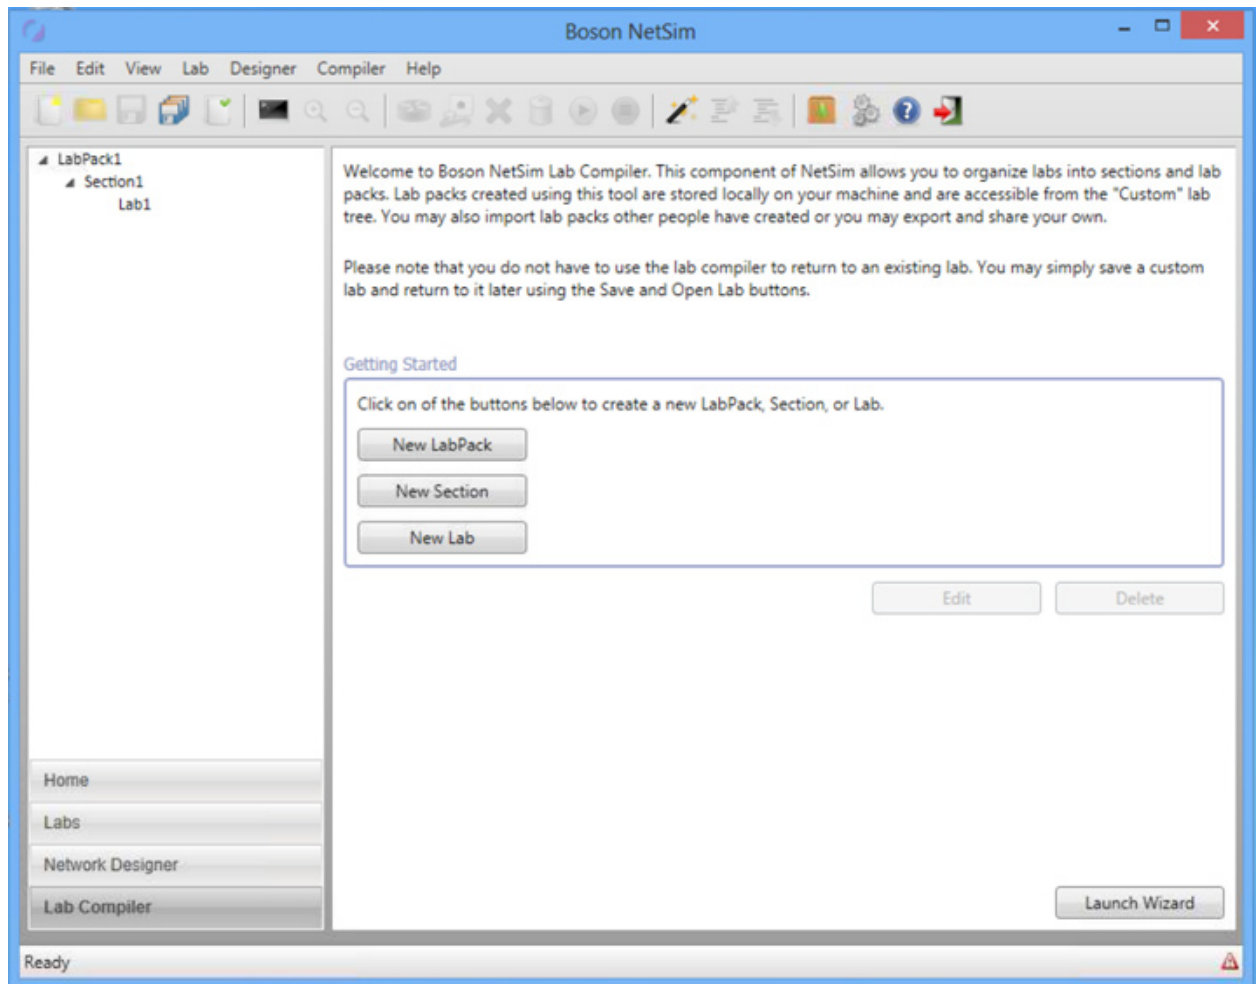 Boson NetSim
File Edit View Lab Designer Compiler Help
LabPack1
Section1
Lab1
Welcome to Boson NetSim Lab Compiler. This component of NetSim allows you to organize labs into sections and lab
packs. Lab packs created using this tool are stored locally on your machine and are accessible from the "Custom" lab
tree. You may also import lab packs other people have created or you may export and share your own.
Please note that you do not have to use the lab compiler to return to an existing lab. You may simply save a custom
lab and return to it later using the Save and Open Lab buttons.
Getting Started
Click on of the buttons below to create a new LabPack, Section, or Lab.
New LabPack
New Section
New Lab
Edit Delete
Home
Labs
Network Designer
Lab Compiler
Launch Wizard
Ready